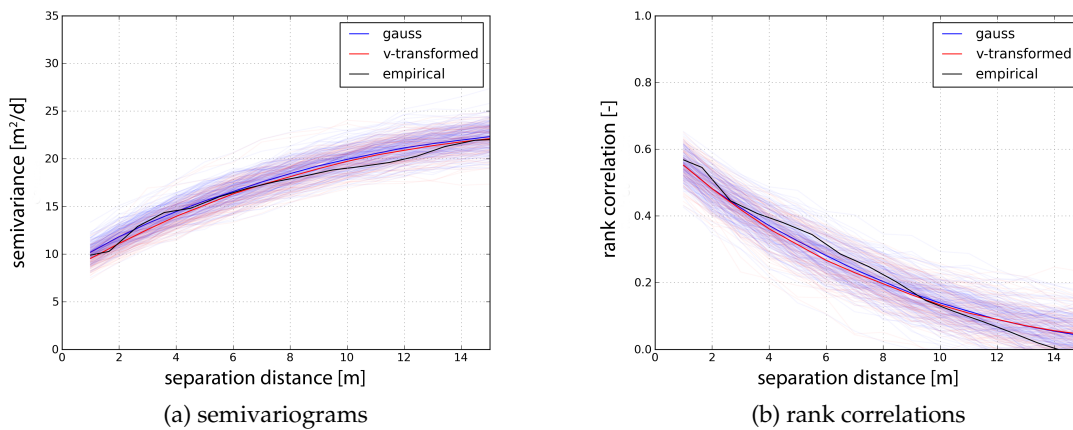 35
30
25
20
15
10
5
0
0 2 4 6 8 10 12 14
semivariance [m²/d]
separation distance [m]
gauss
v-transformed
empirical
(a) semivariograms
1.0
0.8
0.6
0.4
0.2
0.0
0 2 4 6 8 10 12 14
rank correlation [-]
separation distance [m]
gauss
v-transformed
empirical
(b) rank correlations